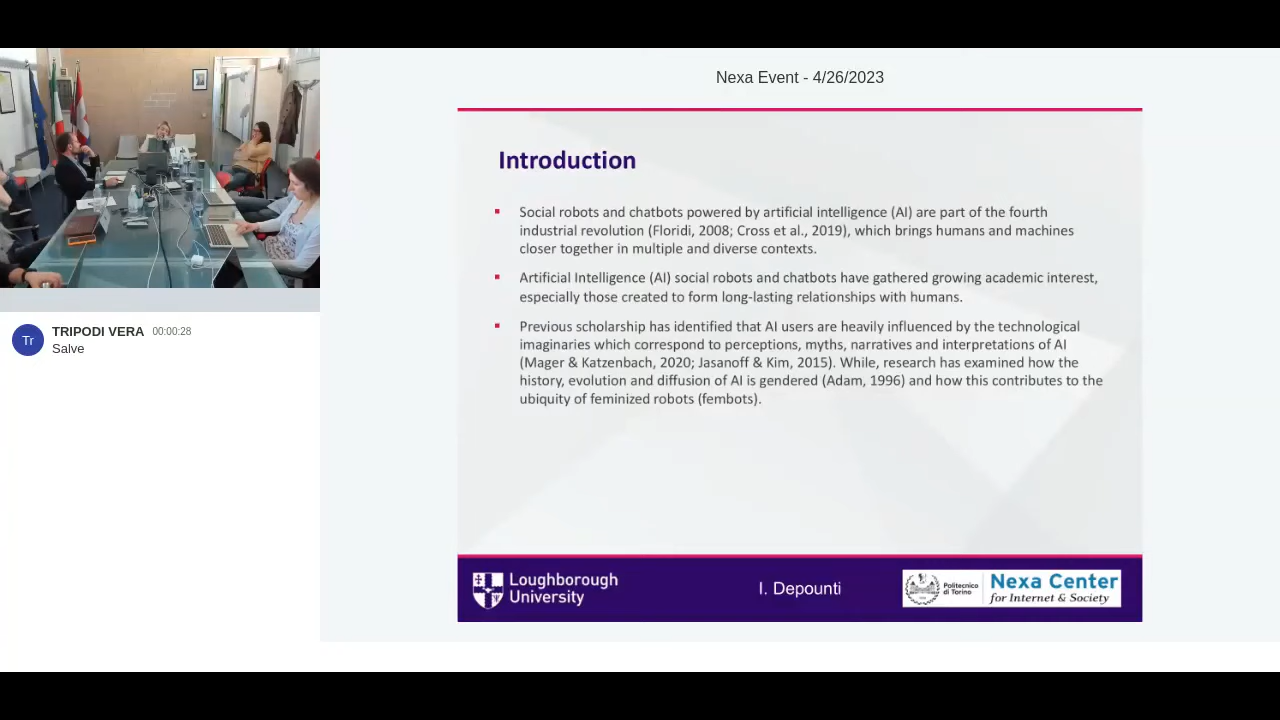 Nexa Event - 4/26/2023
TRIPODI VERA 00:00:28
Tr
Salve
Introduction
Social robots and chatbots powered by artificial intelligence (AI) are part of the fourth
industrial revolution (Floridi, 2008; Cross et al., 2019), which brings humans and machines
closer together in multiple and diverse contexts.
Artificial Intelligence (AI) social robots and chatbots have gathered growing academic interest,
especially those created to form long-lasting relationships with humans.
Previous scholarship has identified that AI users are heavily influenced by the technological
imaginaries which correspond to perceptions, myths, narratives and interpretations of AI
(Mager & Katzenbach, 2020; Jasanoff & Kim, 2015). While, research has examined how the
history, evolution and diffusion of AI is gendered (Adam, 1996) and how this contributes to the
ubiquity of feminized robots (fembots).
Loughborough
University
I. Depounti
Politecnico
di Torino
Nexa Center
for Internet & Society